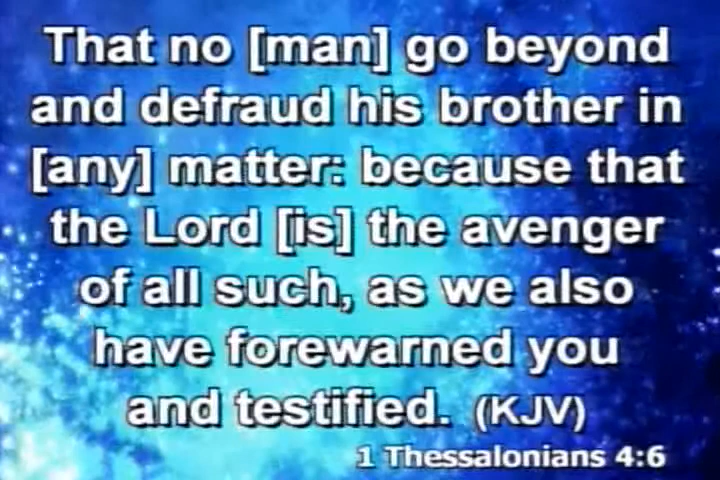 That no [man] go beyond
and defraud his brother in
[any] matter: because that
the Lord [is] the avenger
of all such, as we also
have forewarned you
and testified. (KJV)
1 Thessalonians 4:6